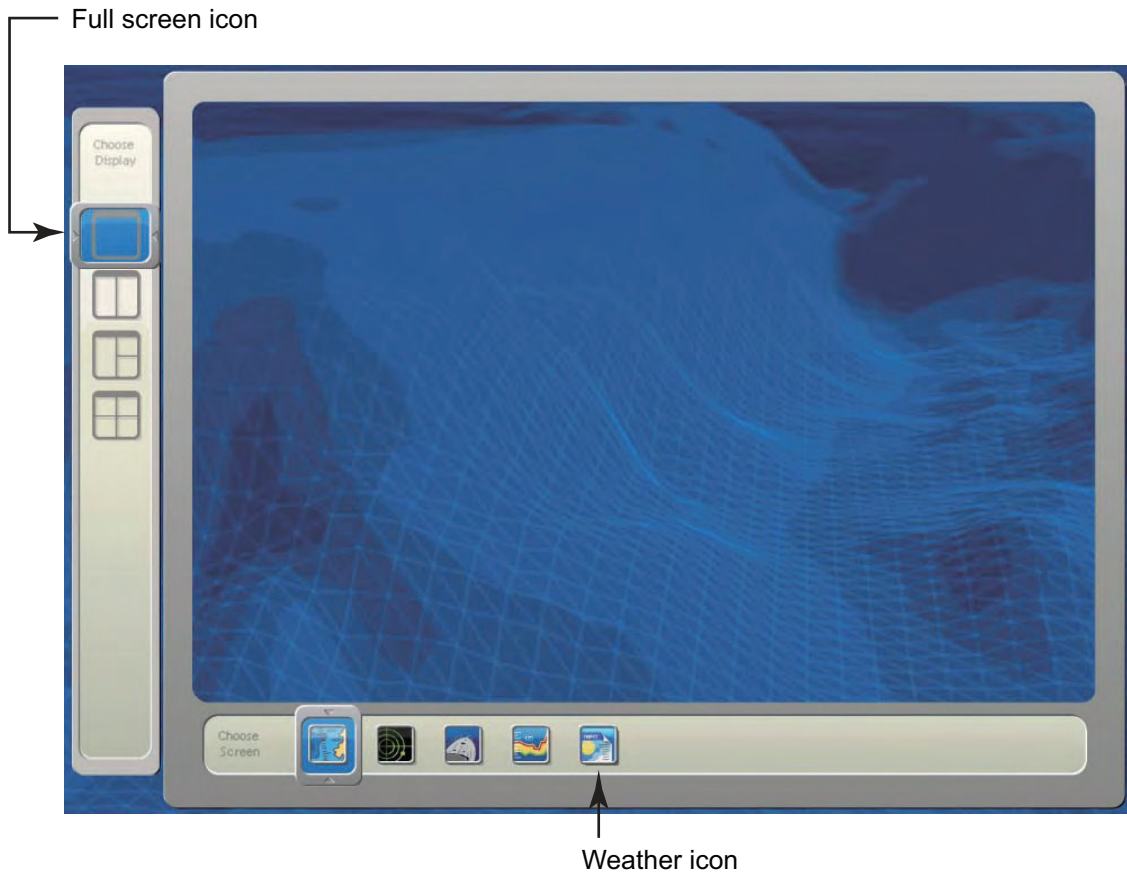 Full screen icon
Choose
Display
Choose
Screen
Weather icon